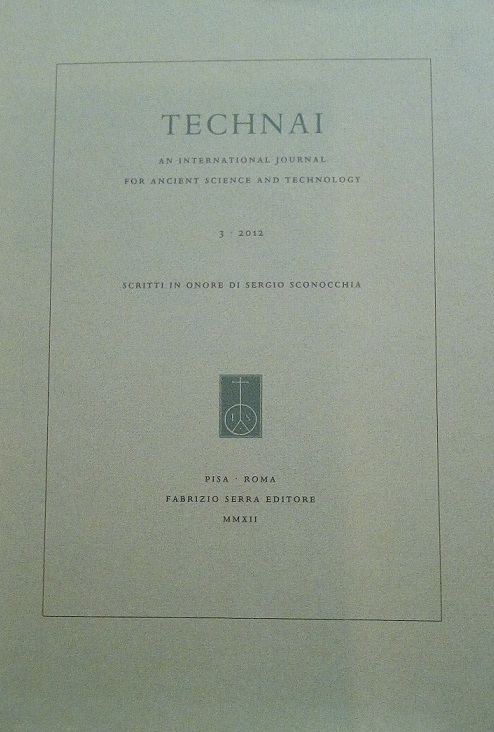 TECHNAI
AN INTERNATIONAL JOURNAL
FOR ANCIENT SCIENCE AND TECHNOLOGY
3 · 2012
SCRITTI IN ONORE DI SERGIO SCONOCCHIA
PISA · ROMA
FABRIZIO SERRA EDITORE
MMXII